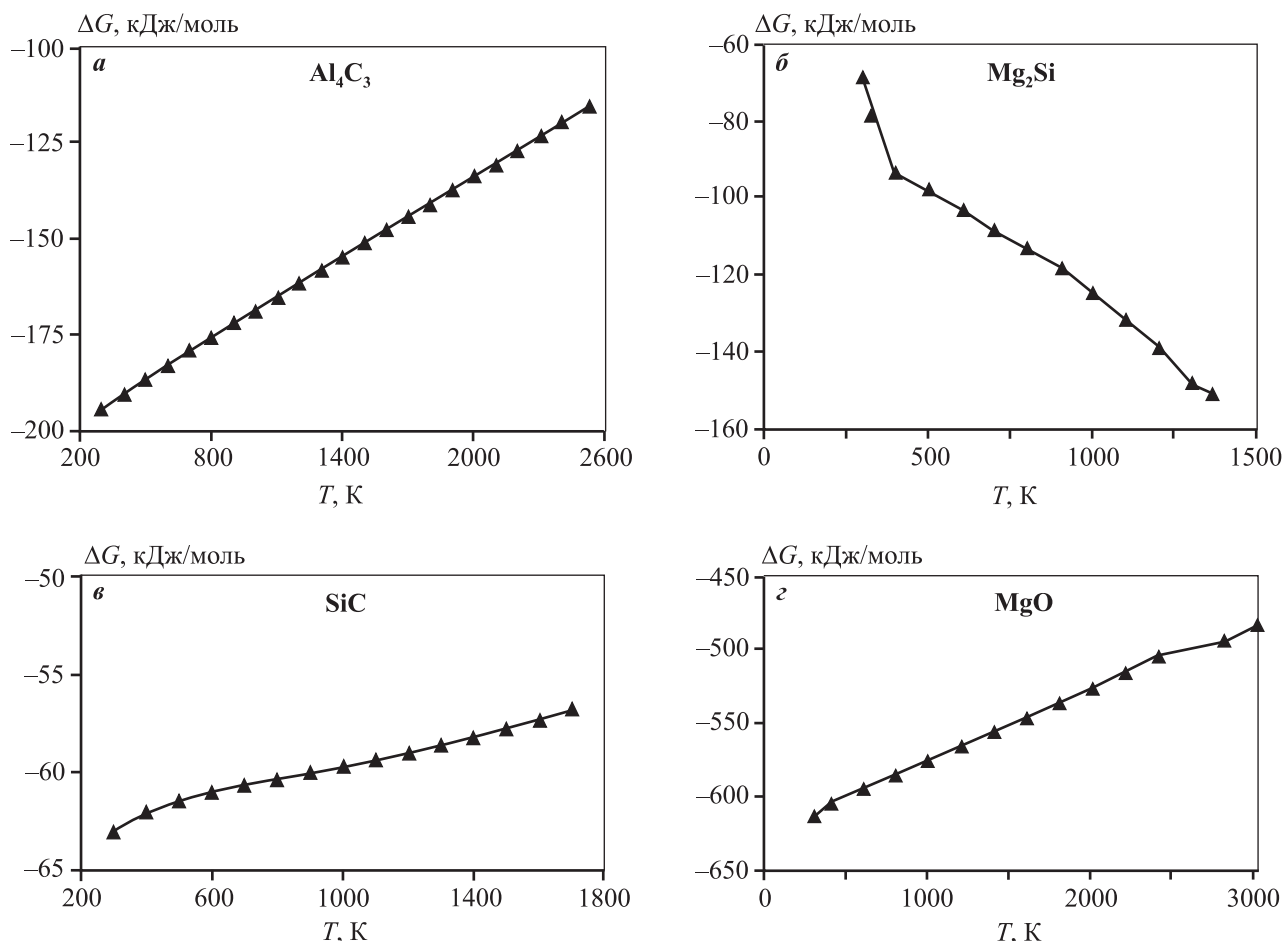 ΔG, кДж/моль
–100
а
Al₄C₃
–125
–150
–175
–200
200 800 1400 2000 2600
T, К
ΔG, кДж/моль
–60
б
Mg₂Si
–80
–100
–120
–140
–160
0 500 1000 1500
T, К
ΔG, кДж/моль
–50
в
SiC
–55
–60
–65
200 600 1000 1400 1800
T, К
ΔG, кДж/моль
–450
г
MgO
–500
–550
–600
–650
0 1000 2000 3000
T, К